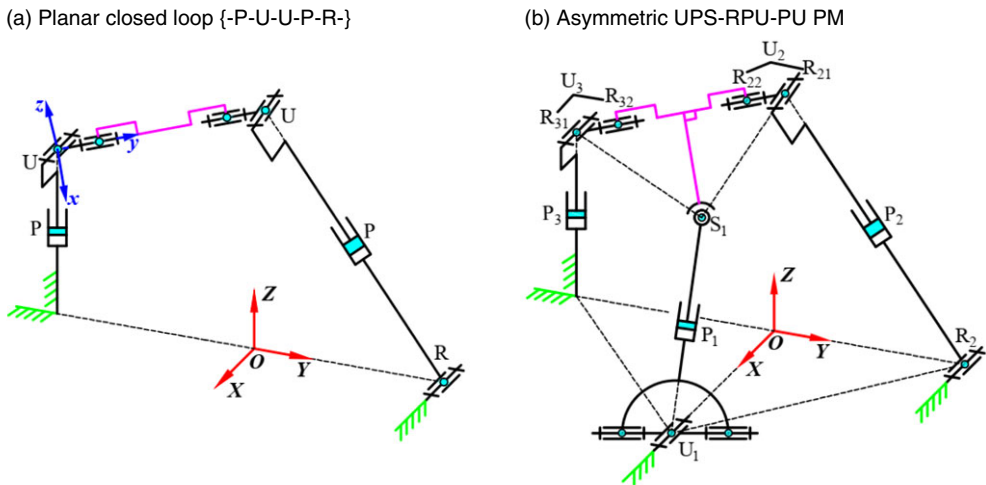 (a) Planar closed loop {-P-U-U-P-R-}
(b) Asymmetric UPS-RPU-PU PM
z
U
U
y
x
P
P
Z
O
Y
X
R
U₂
R₂₂
R₂₁
U₃
R₃₂
R₃₁
P₃
S₁
P₂
Z
P₁
O
Y
X
R₂
U₁